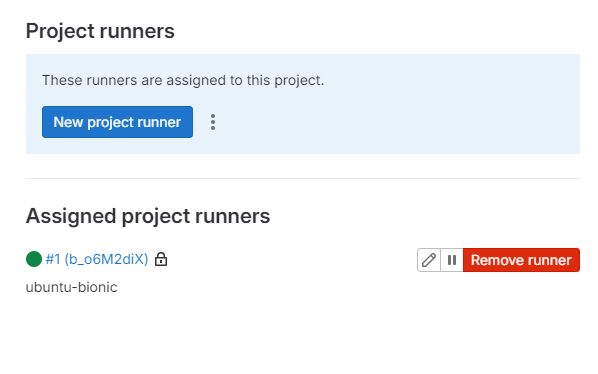 Project runners
These runners are assigned to this project.
New project runner
Assigned project runners
#1 (b_o6M2diX)
Remove runner
ubuntu-bionic